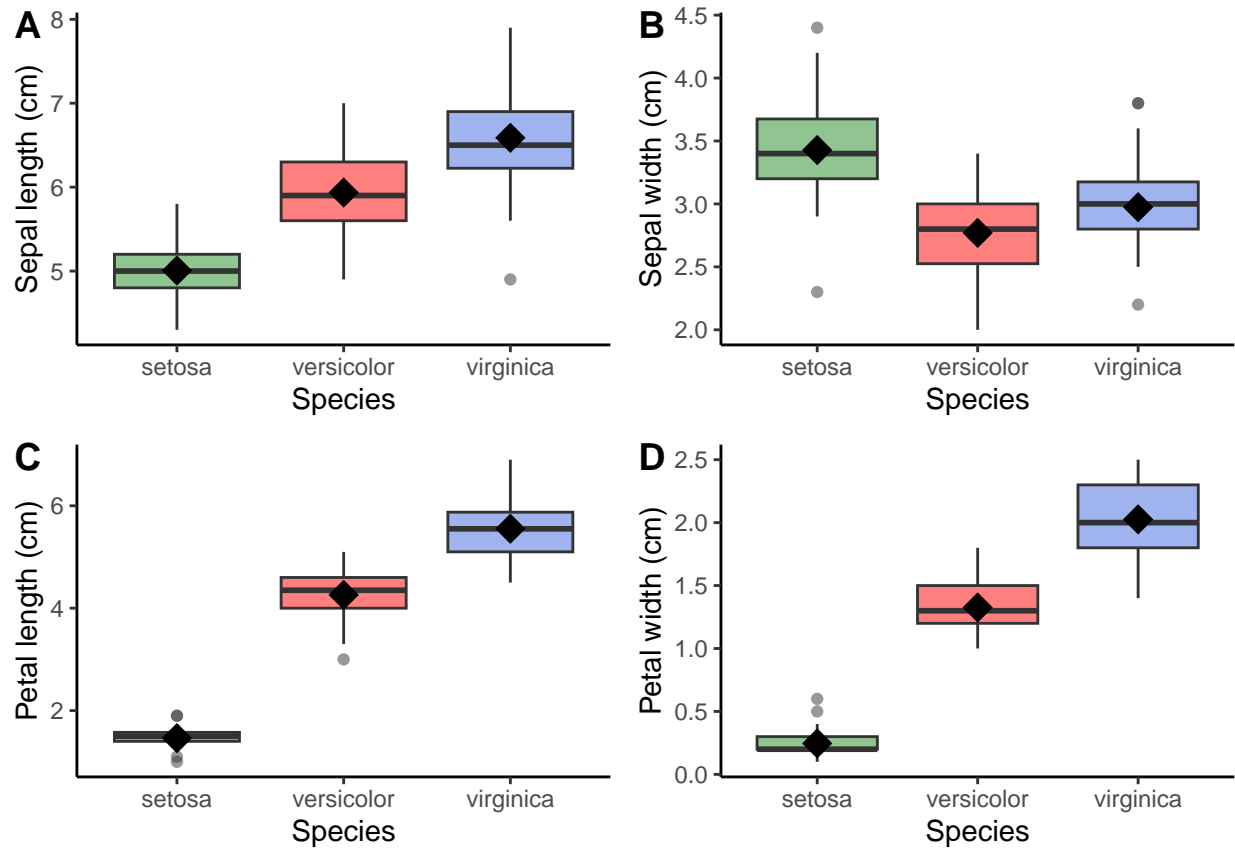 A
Sepal length (cm)
8
7
6
5
setosa versicolor virginica
Species
B
Sepal width (cm)
4.5
4.0
3.5
3.0
2.5
2.0
setosa versicolor virginica
Species
C
Petal length (cm)
6
4
2
setosa versicolor virginica
Species
D
Petal width (cm)
2.5
2.0
1.5
1.0
0.5
0.0
setosa versicolor virginica
Species